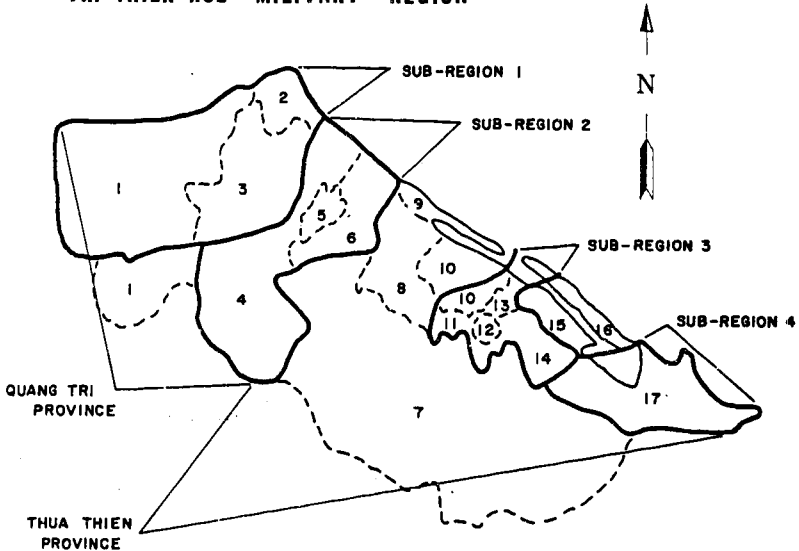 SUB-REGION 1
N
2
SUB-REGION 2
1
3
9
5
6
SUB-REGION 3
10
1
4
8
10
13
11
12
15
16
SUB-REGION 4
14
QUANG TRI
PROVINCE
7
17
THUA THIEN
PROVINCE